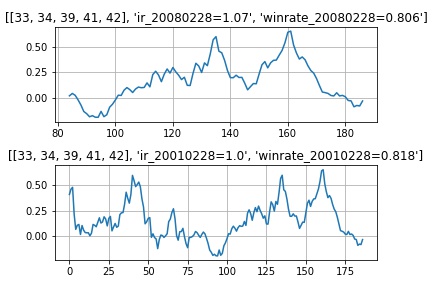 [[33, 34, 39, 41, 42], 'ir_20080228=1.07', 'winrate_20080228=0.806']
0.50
0.25
0.00
80 100 120 140 160 180
[[33, 34, 39, 41, 42], 'ir_20010228=1.0', 'winrate_20010228=0.818']
0.50
0.25
0.00
0 25 50 75 100 125 150 175